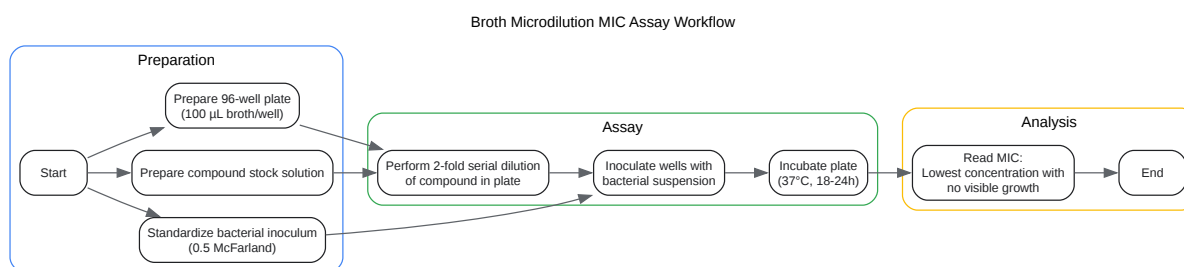 Broth Microdilution MIC Assay Workflow
Preparation
Start
Prepare 96-well plate
(100 µL broth/well)
Prepare compound stock solution
Standardize bacterial inoculum
(0.5 McFarland)
Assay
Perform 2-fold serial dilution
of compound in plate
Inoculate wells with
bacterial suspension
Incubate plate
(37°C, 18-24h)
Analysis
Read MIC:
Lowest concentration with
no visible growth
End